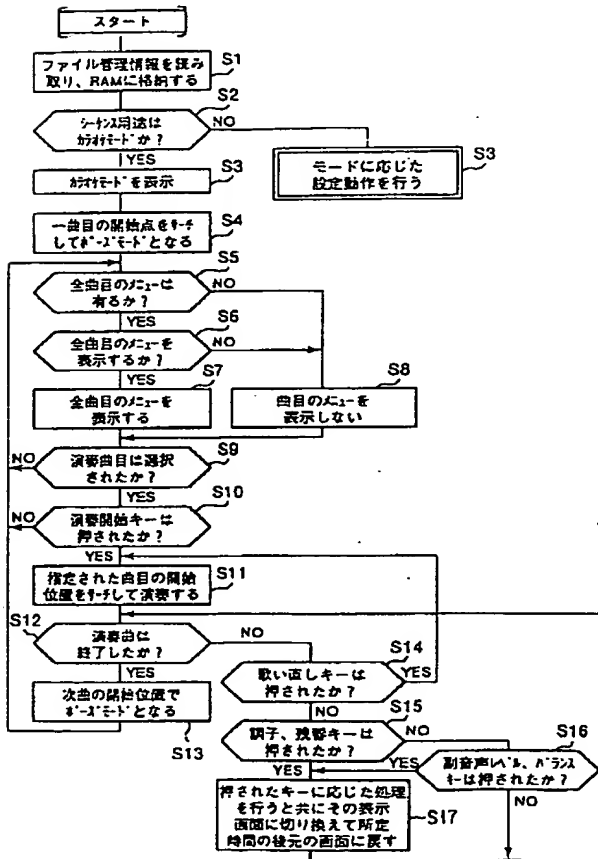 スタート
S1
ファイル管理情報を読み
取り、RAMに格納する
S2
シーケンス用途は
カラオケモードか?
NO
YES
S3
カラオケモードを表示
モードに応じた
設定動作を行う
S3
S4
一曲目の開始点をサーチ
してポーズモードとなる
S5
全曲目のメニューは
有るか?
NO
YES
S6
全曲目のメニューを
表示するか?
NO
YES
S7
全曲目のメニューを
表示する
S8
曲目のメニューを
表示しない
S9
NO
演奏曲目は選択
されたか?
YES
S10
NO
演奏開始キーは
押されたか?
YES
S11
指定された曲目の開始
位置をサーチして演奏する
S12
演奏曲は
終了したか?
NO
YES
次曲の開始位置で
ポーズモードとなる
S13
S14
歌い直しキーは
押されたか?
YES
NO
S15
調子、残響キーは
押されたか?
NO
YES
S16
副音声レベル、バランス
キーは押されたか?
YES
NO
押されたキーに応じた処理
を行うと共にその表示
画面に切り換えて所定
時間の後元の画面に戻す
S17